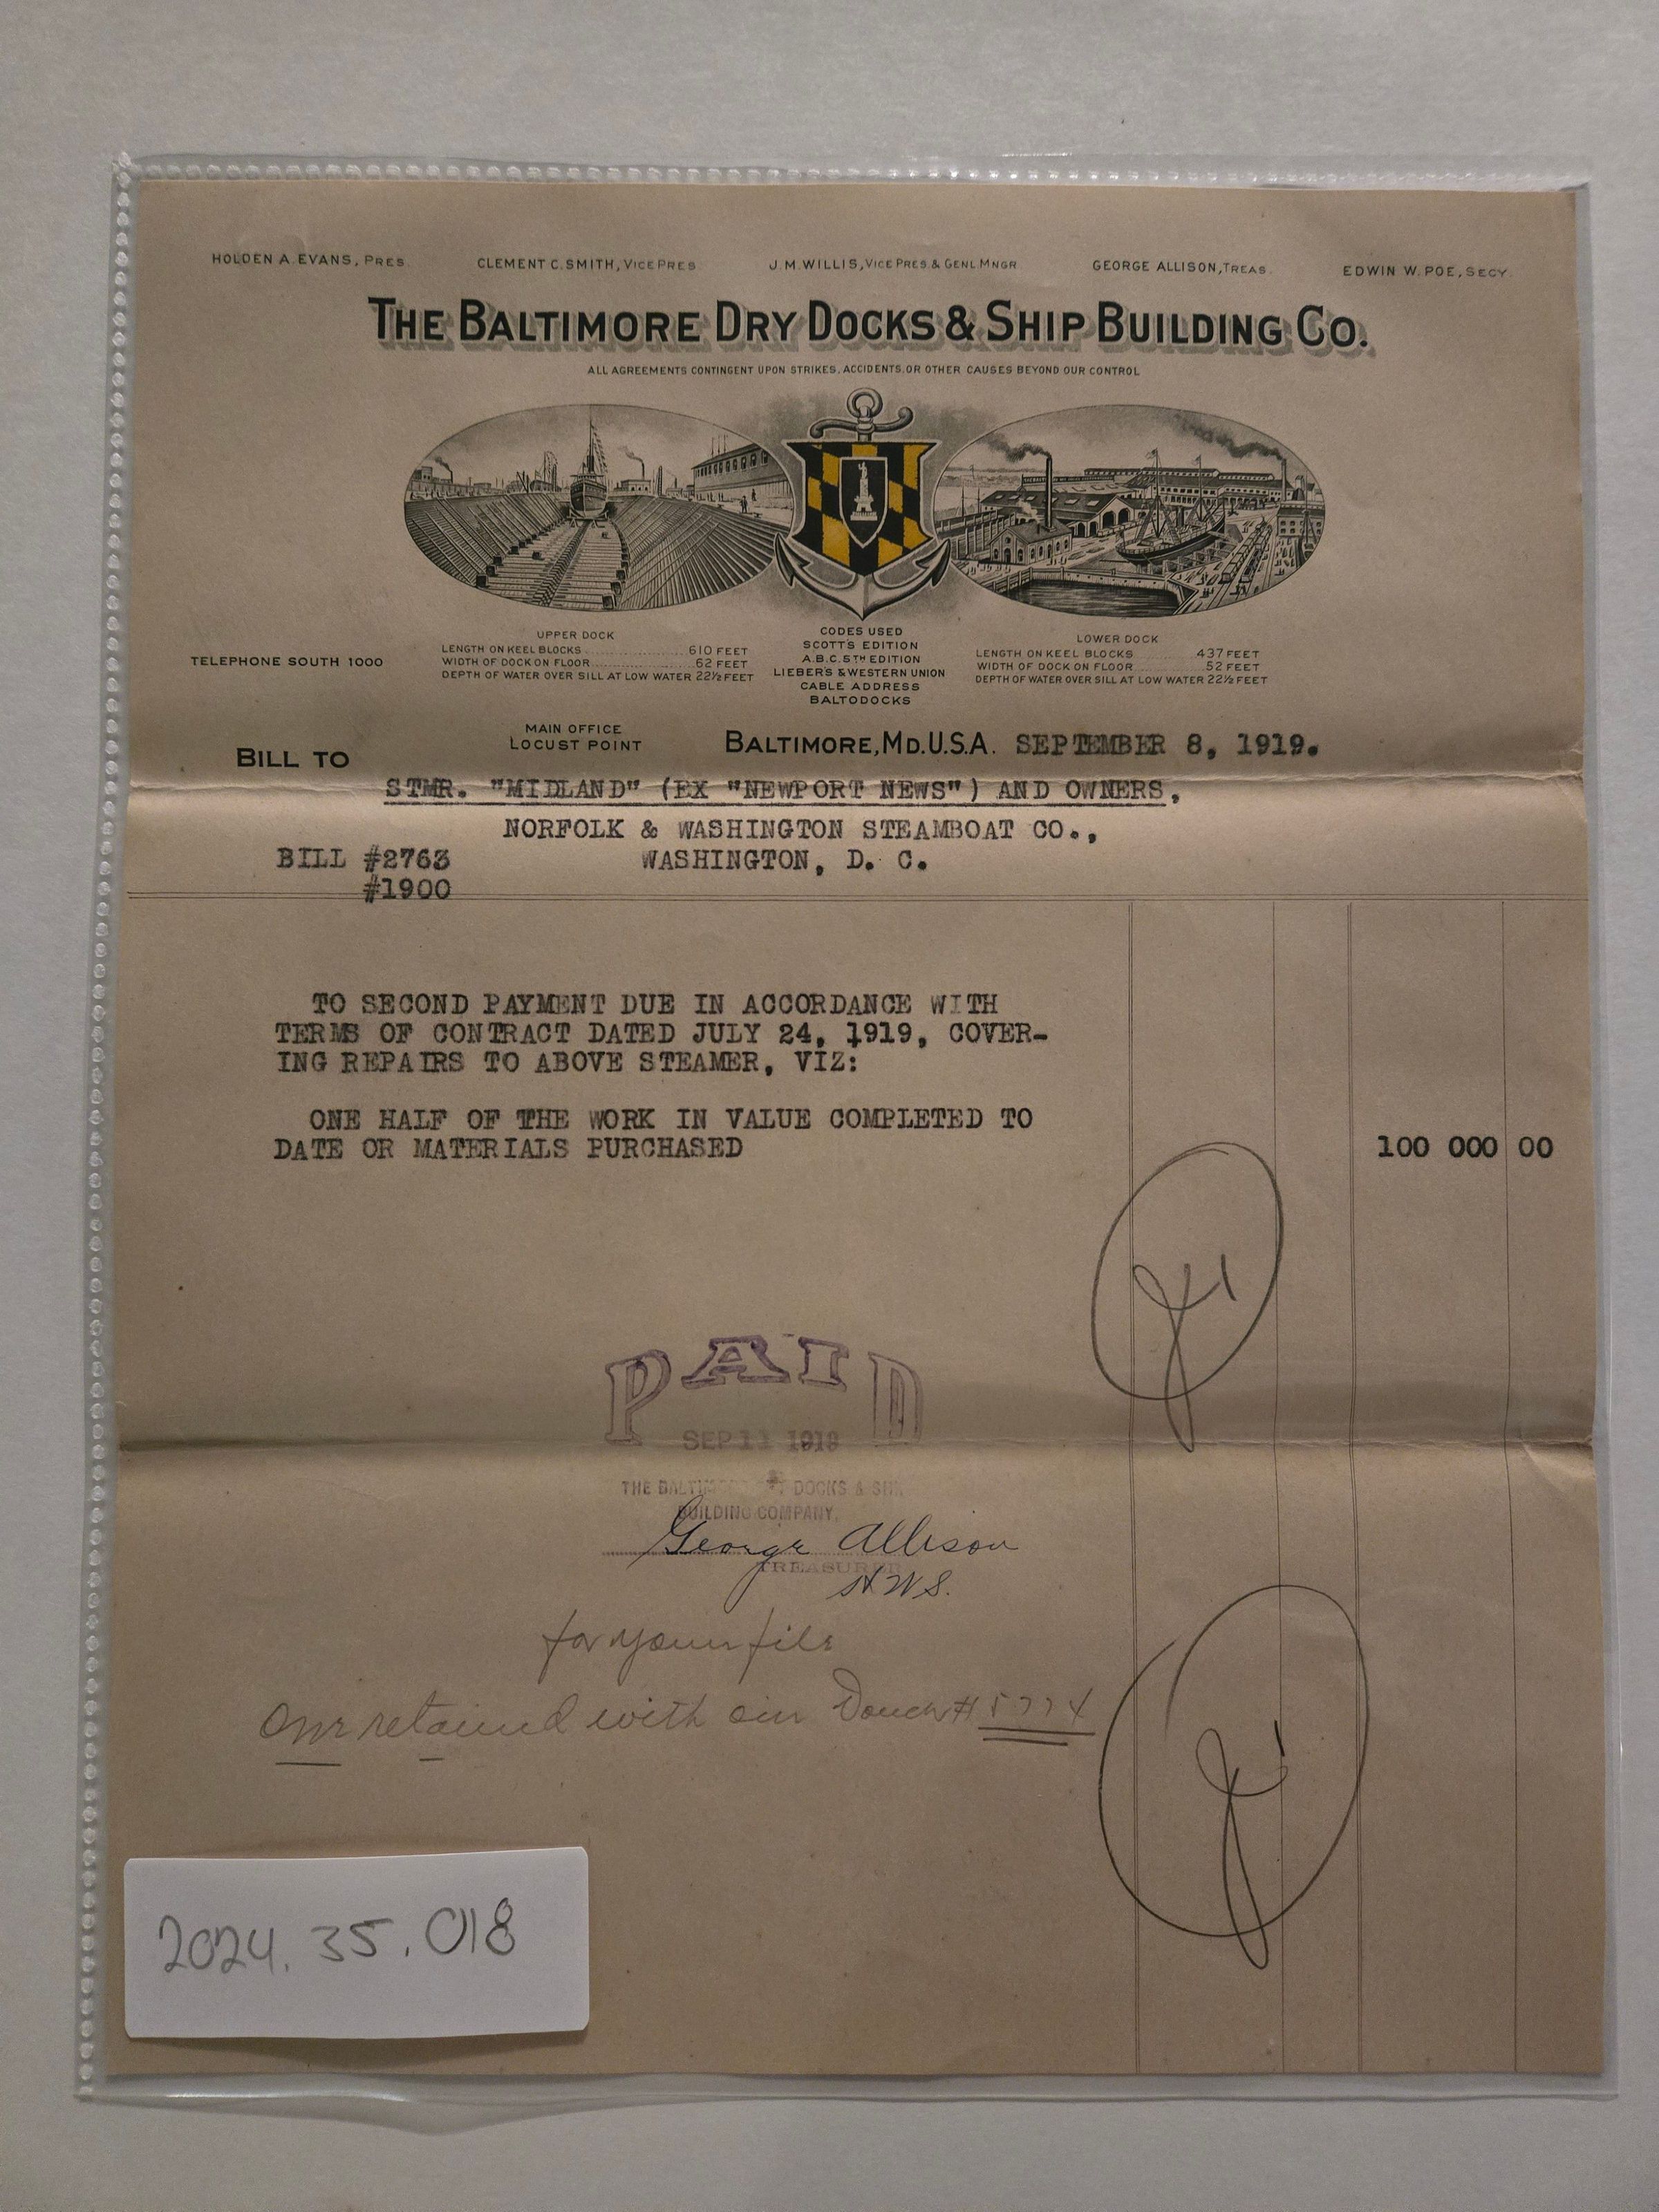 HOLDEN A. EVANS, PRES. CLEMENT C. SMITH, VICE PRES. J. M. WILLIS, VICE PRES. & GENL MNGR. GEORGE ALLISON, TREAS. EDWIN W. POE, SECY.
THE BALTIMORE DRY DOCKS & SHIP BUILDING CO.
ALL AGREEMENTS CONTINGENT UPON STRIKES, ACCIDENTS, OR OTHER CAUSES BEYOND OUR CONTROL
TELEPHONE SOUTH 1000
UPPER DOCK
LENGTH ON KEEL BLOCKS 610 FEET
WIDTH OF DOCK ON FLOOR 62 FEET
DEPTH OF WATER OVER SILL AT LOW WATER 22½ FEET
CODES USED
SCOTT'S EDITION
A.B.C. 5TH EDITION
LIEBER'S & WESTERN UNION
CABLE ADDRESS
BALTODOCKS
LOWER DOCK
LENGTH ON KEEL BLOCKS 437 FEET
WIDTH OF DOCK ON FLOOR 52 FEET
DEPTH OF WATER OVER SILL AT LOW WATER 22½ FEET
MAIN OFFICE
LOCUST POINT
BALTIMORE, MD. U.S.A. SEPTEMBER 8, 1919.
BILL TO
STMR. "MIDLAND" (EX "NEWPORT NEWS") AND OWNERS,
NORFOLK & WASHINGTON STEAMBOAT CO.,
BILL #2763 WASHINGTON, D. C.
#1900
TO SECOND PAYMENT DUE IN ACCORDANCE WITH
TERMS OF CONTRACT DATED JULY 24, 1919, COVER-
ING REPAIRS TO ABOVE STEAMER, VIZ:
ONE HALF OF THE WORK IN VALUE COMPLETED TO
DATE OR MATERIALS PURCHASED 100 000 00
PAID
SEP 11 1919
THE DOCKS &
BUILDING COMPANY.
George Allison
TREASURER
HWS.
for your file
retained with our
2024.35.018